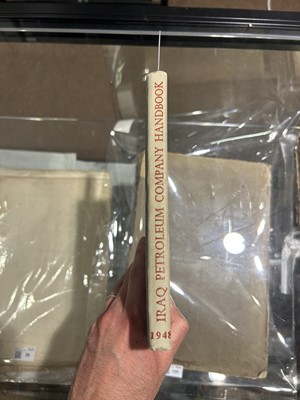 IRAQ PETROLEUM COMPANY HANDBOOK
1948